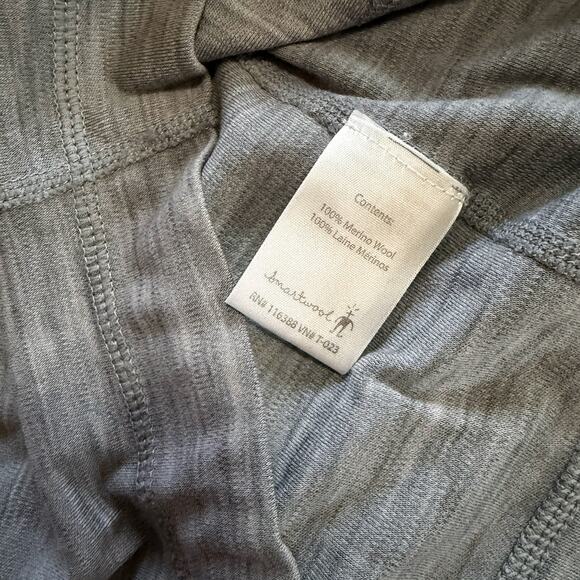 Contents:
100% Merino Wool
100% Laine Mérinos
smartwool
RN# 116388 VN# T-023